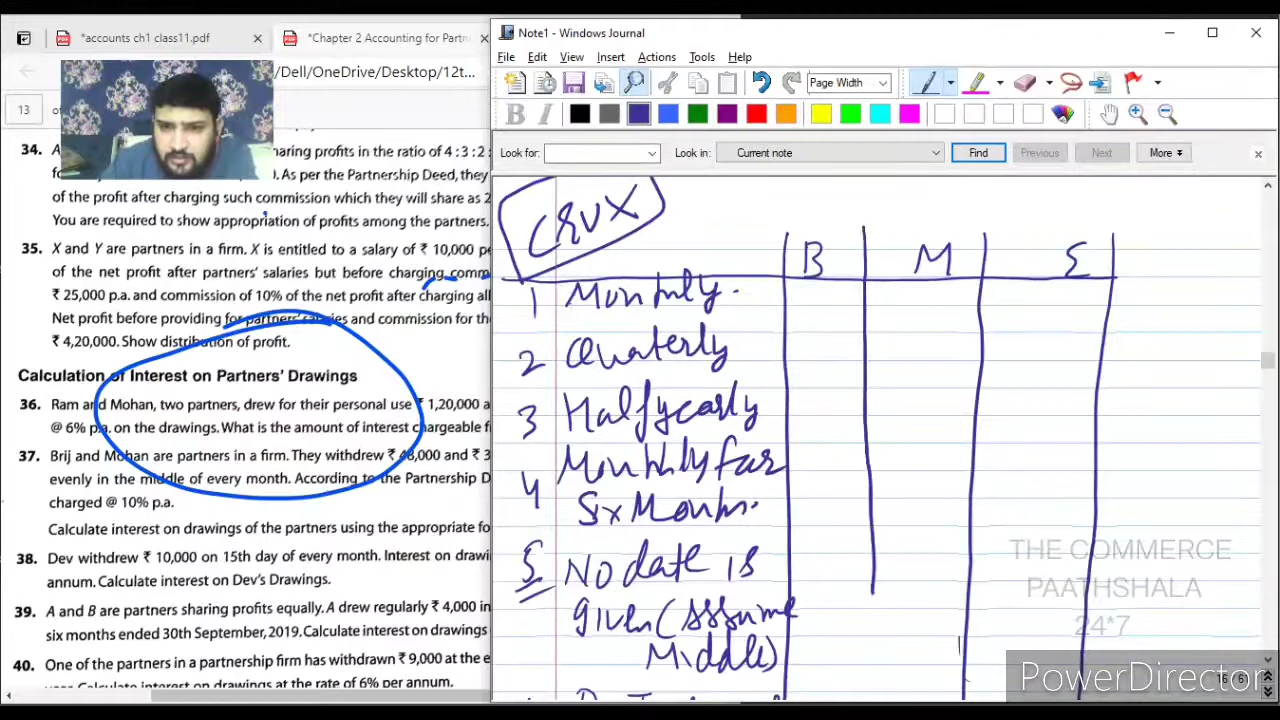 *accounts ch1 class11.pdf
*Chapter 2 Accounting for Partn
/Dell/OneDrive/Desktop/12t...
13
34.
haring profits in the ratio of 4 : 3 : 2 :
. As per the Partnership Deed, they
of the profit after charging such commission which they will share as 2
You are required to show appropriation of profits among the partners.
35. X and Y are partners in a firm. X is entitled to a salary of ₹ 10,000 pe
of the net profit after partners' salaries but before charging comm
₹ 25,000 p.a. and commission of 10% of the net profit after charging all
Net profit before providing for partners' salaries and commission for the
₹ 4,20,000. Show distribution of profit.
Calculation of Interest on Partners' Drawings
36. Ram and Mohan, two partners, drew for their personal use ₹ 1,20,000 a
@ 6% p.a. on the drawings. What is the amount of interest chargeable f
37. Brij and Mohan are partners in a firm. They withdrew ₹ 48,000 and ₹ 3
evenly in the middle of every month. According to the Partnership D
charged @ 10% p.a.
Calculate interest on drawings of the partners using the appropriate fo
38. Dev withdrew ₹ 10,000 on 15th day of every month. Interest on drawi
annum. Calculate interest on Dev's Drawings.
39. A and B are partners sharing profits equally. A drew regularly ₹ 4,000 in
six months ended 30th September, 2019. Calculate interest on drawings
40. One of the partners in a partnership firm has withdrawn ₹ 9,000 at the e
year. Calculate interest on drawings at the rate of 6% per annum.
Note1 - Windows Journal
File Edit View Insert Actions Tools Help
Page Width
B I
Look for: Look in: Current note Find Previous Next More
CRUX
B M E
1 Monthly.
2 Quaterly
3 Halfyearly
4 Monthly for
Six Months.
5 No date is
given (Assume
Middle)
THE COMMERCE
PAATHSHALA
24*7
PowerDirector